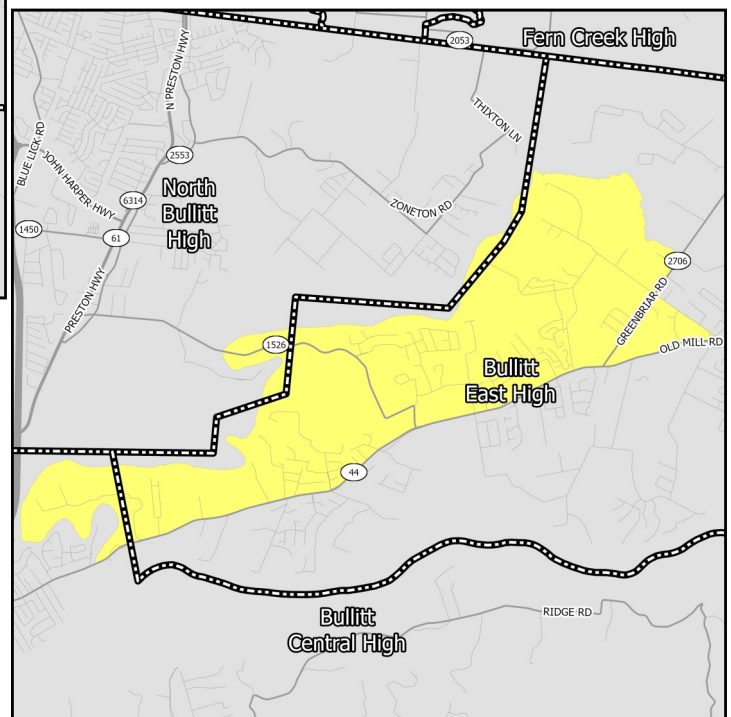 Fern Creek High
2053
N PRESTON HWY
THIXTON LN
BLUE LICK RD
JOHN HARPER HWY
2553
North
Bullitt
High
6314
ZONETON RD
1450
61
2706
PRESTON HWY
GREENBRIAR RD
1526
OLD MILL RD
Bullitt
East High
44
Bullitt
Central High
RIDGE RD